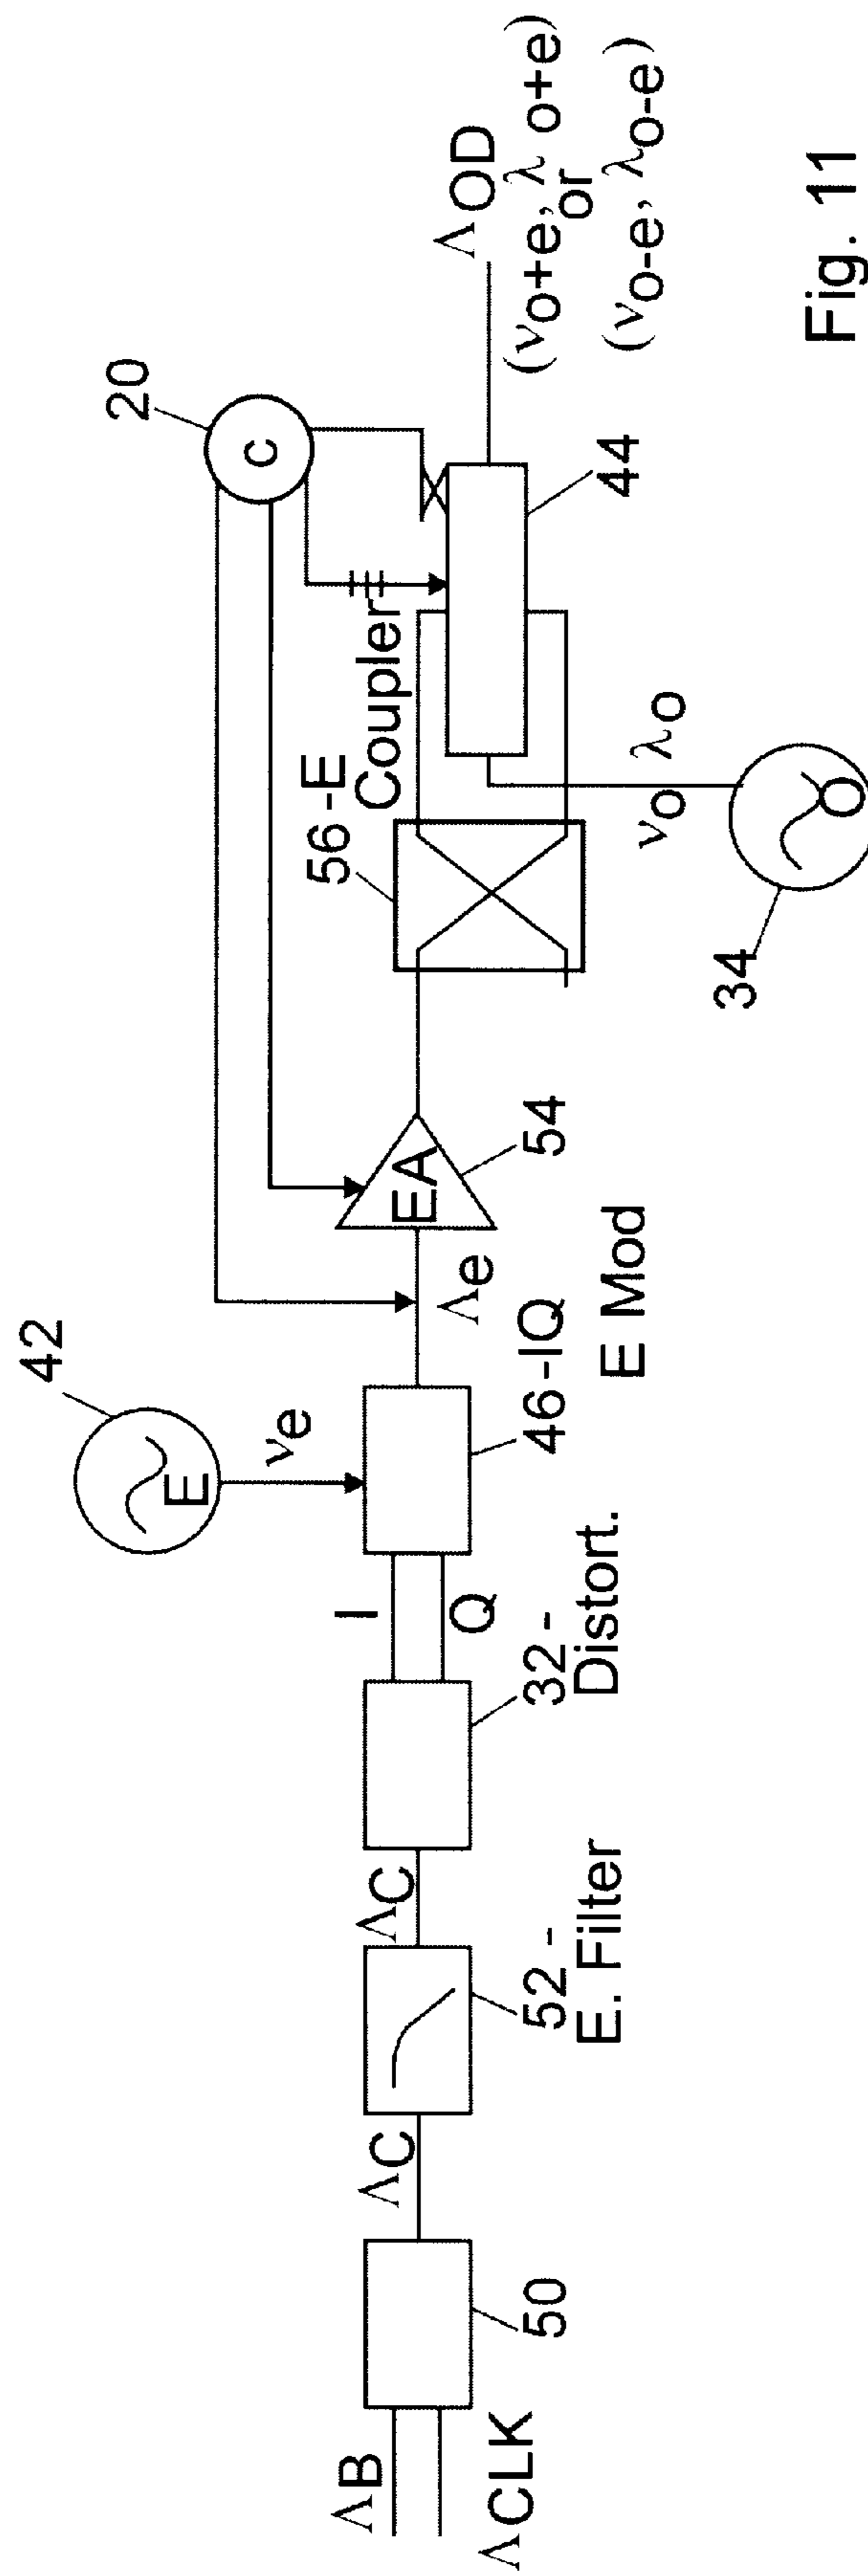 ΛB
ΛCLK
50
ΛC
52-
E. Filter
ΛC
32-
Distort.
I
Q
42
E
νe
46-IQ
E Mod
Λe
EA
54
56-E
Coupler
20
C
44
νo λo
O
34
ΛOD
(νo+e, λo+e)
or
(νo-e, λo-e)
Fig. 11